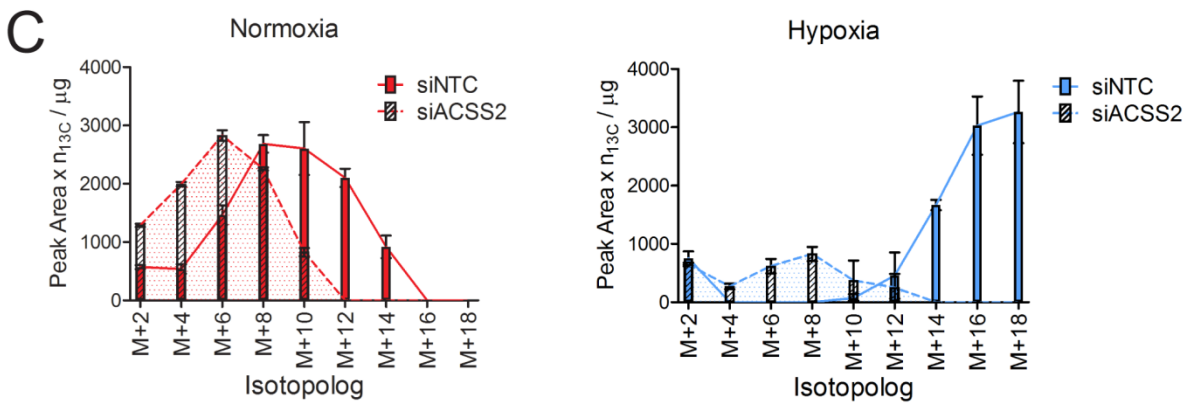 C
Normoxia
Peak Area x n13C / µg
4000
3000
2000
1000
0
siNTC
siACSS2
M+2
M+4
M+6
M+8
M+10
M+12
M+14
M+16
M+18
Isotopolog
Hypoxia
Peak Area x n13C / µg
4000
3000
2000
1000
0
siNTC
siACSS2
M+2
M+4
M+6
M+8
M+10
M+12
M+14
M+16
M+18
Isotopolog